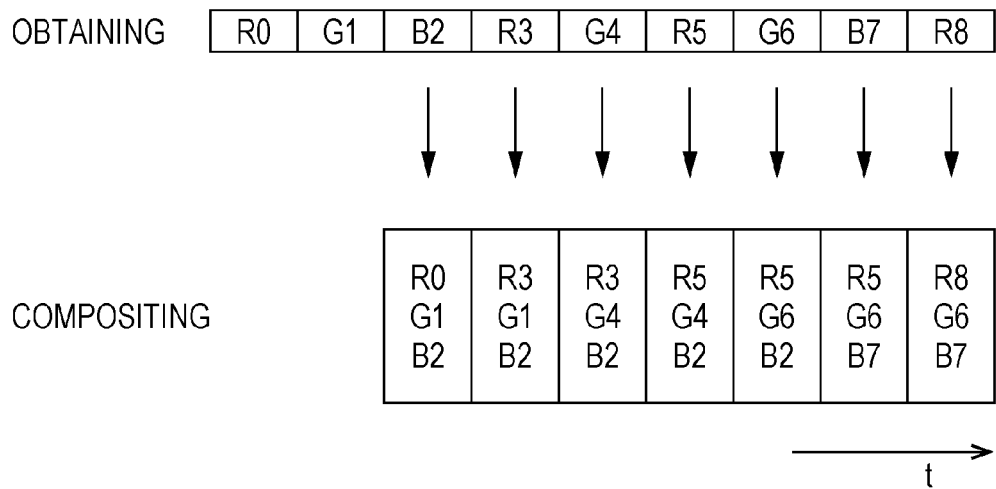 OBTAINING R0 G1 B2 R3 G4 R5 G6 B7 R8
R0 R3 R3 R5 R5 R5 R8
COMPOSITING G1 G1 G4 G4 G6 G6 G6
B2 B2 B2 B2 B2 B7 B7
t